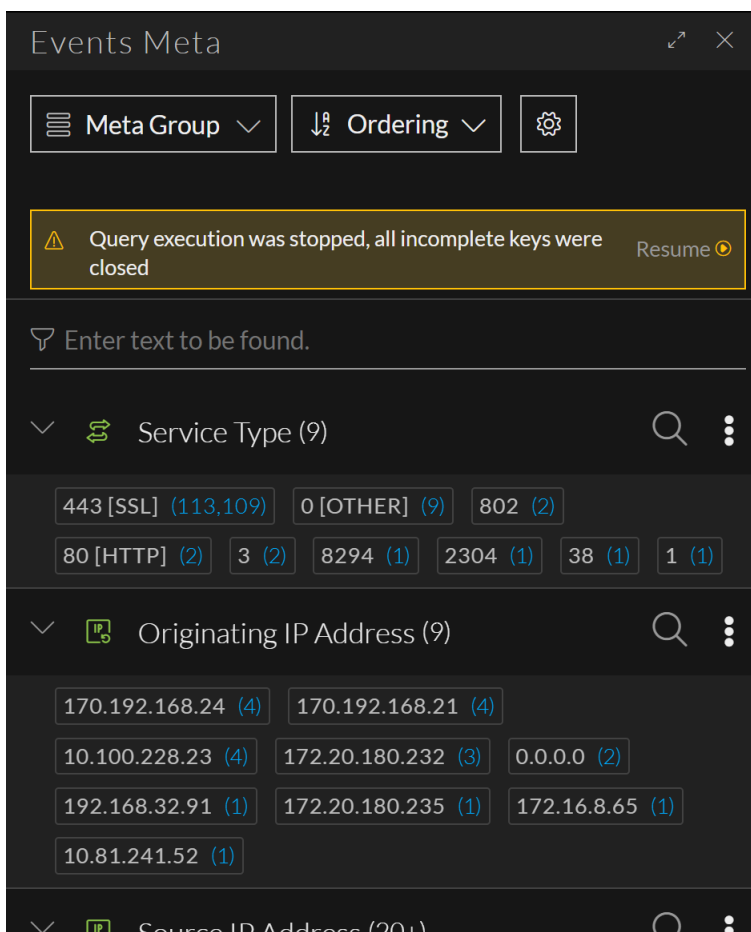 Events Meta
Meta Group
Ordering
Query execution was stopped, all incomplete keys were
closed
Resume
Enter text to be found.
Service Type (9)
443 [SSL] (113,109) 0 [OTHER] (9) 802 (2)
80 [HTTP] (2) 3 (2) 8294 (1) 2304 (1) 38 (1) 1 (1)
Originating IP Address (9)
170.192.168.24 (4) 170.192.168.21 (4)
10.100.228.23 (4) 172.20.180.232 (3) 0.0.0.0 (2)
192.168.32.91 (1) 172.20.180.235 (1) 172.16.8.65 (1)
10.81.241.52 (1)
Source IP Address (20+)